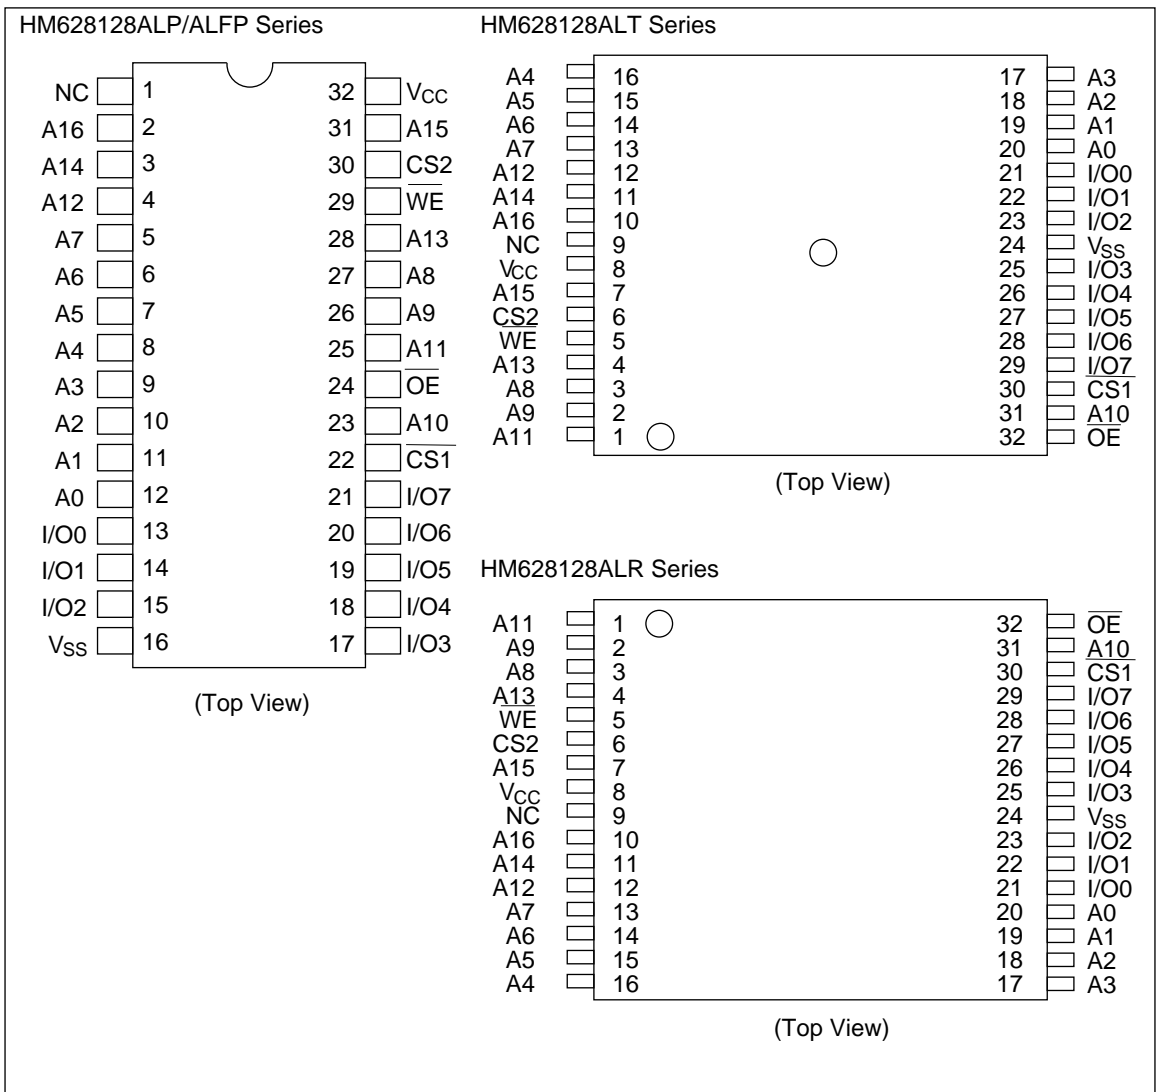 HM628128ALP/ALFP Series
NC 1 32 VCC
A16 2 31 A15
A14 3 30 CS2
A12 4 29 W̅E̅
A7 5 28 A13
A6 6 27 A8
A5 7 26 A9
A4 8 25 A11
A3 9 24 O̅E̅
A2 10 23 A10
A1 11 22 C̅S̅1̅
A0 12 21 I/O7
I/O0 13 20 I/O6
I/O1 14 19 I/O5
I/O2 15 18 I/O4
VSS 16 17 I/O3
(Top View)
HM628128ALT Series
A4 16 17 A3
A5 15 18 A2
A6 14 19 A1
A7 13 20 A0
A12 12 21 I/O0
A14 11 22 I/O1
A16 10 23 I/O2
NC 9 24 VSS
VCC 8 25 I/O3
A15 7 26 I/O4
CS2 6 27 I/O5
W̅E̅ 5 28 I/O6
A13 4 29 I/O7
A8 3 30 C̅S̅1̅
A9 2 31 A10
A11 1 32 O̅E̅
(Top View)
HM628128ALR Series
A11 1 32 O̅E̅
A9 2 31 A10
A8 3 30 C̅S̅1̅
A13 4 29 I/O7
W̅E̅ 5 28 I/O6
CS2 6 27 I/O5
A15 7 26 I/O4
VCC 8 25 I/O3
NC 9 24 VSS
A16 10 23 I/O2
A14 11 22 I/O1
A12 12 21 I/O0
A7 13 20 A0
A6 14 19 A1
A5 15 18 A2
A4 16 17 A3
(Top View)